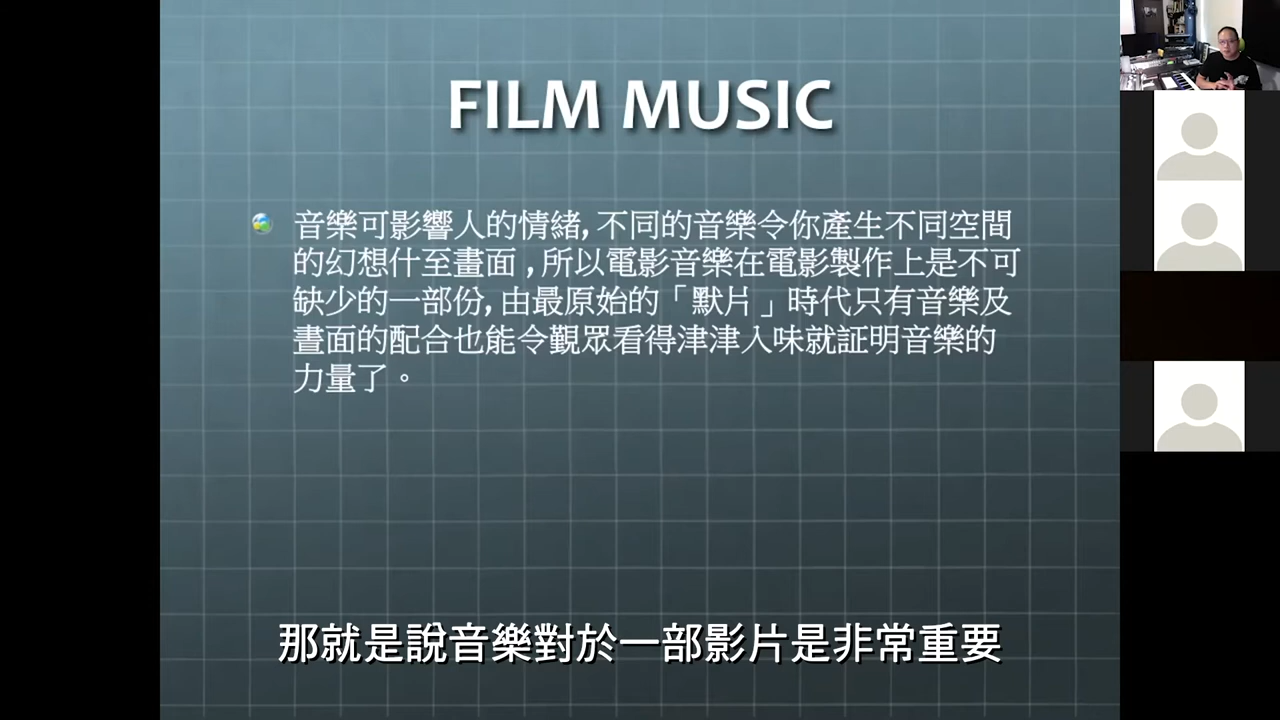 FILM MUSIC
音樂可影響人的情緒, 不同的音樂令你產生不同空間
的幻想什至畫面 , 所以電影音樂在電影製作上是不可
缺少的一部份, 由最原始的「默片」時代只有音樂及
畫面的配合也能令觀眾看得津津入味就証明音樂的
力量了。
那就是說音樂對於一部影片是非常重要